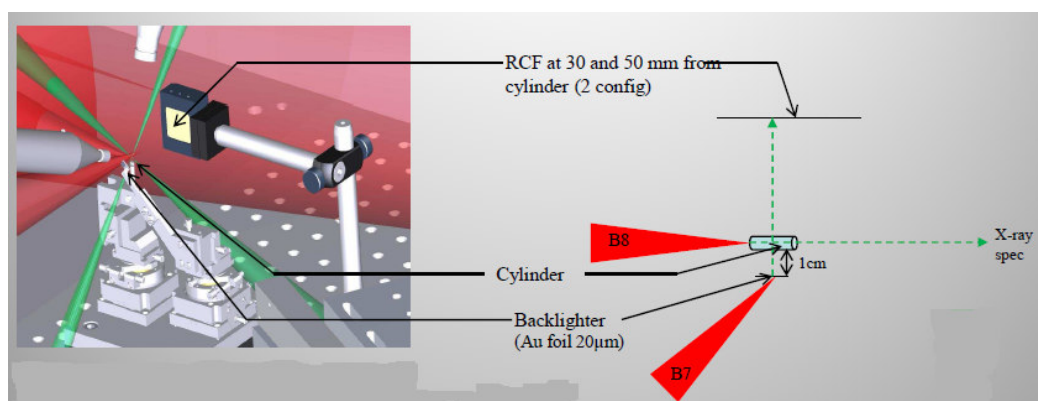 RCF at 30 and 50 mm from
cylinder (2 config)
B8
X-ray
spec
1cm
Cylinder
Backlighter
(Au foil 20µm)
B7